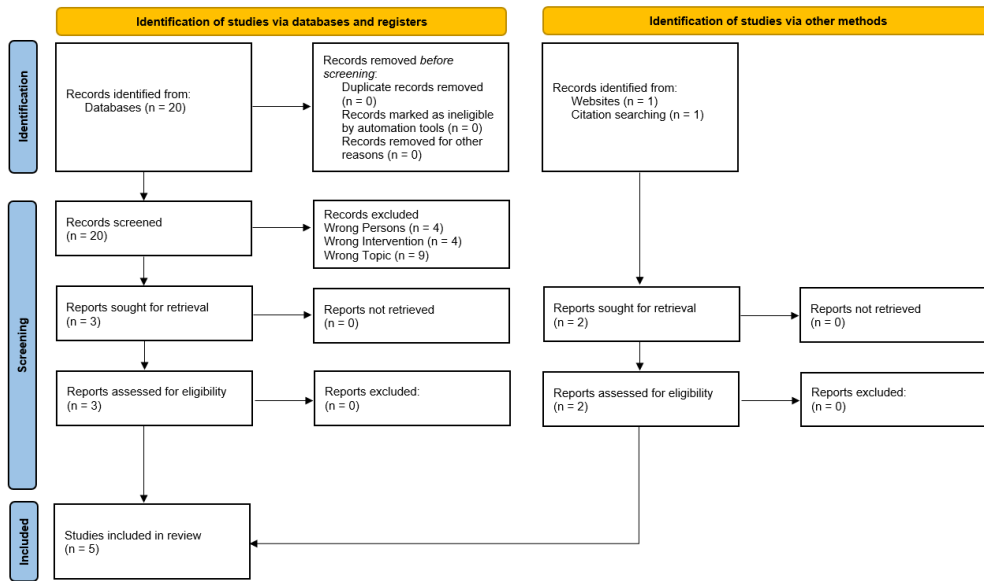 Identification of studies via databases and registers
Identification of studies via other methods
Identification
Records identified from:
Databases (n = 20)
Records removed before
screening:
Duplicate records removed
(n = 0)
Records marked as ineligible
by automation tools (n = 0)
Records removed for other
reasons (n = 0)
Records identified from:
Websites (n = 1)
Citation searching (n = 1)
Screening
Records screened
(n = 20)
Records excluded
Wrong Persons (n = 4)
Wrong Intervention (n = 4)
Wrong Topic (n = 9)
Reports sought for retrieval
(n = 3)
Reports not retrieved
(n = 0)
Reports sought for retrieval
(n = 2)
Reports not retrieved
(n = 0)
Reports assessed for eligibility
(n = 3)
Reports excluded:
(n = 0)
Reports assessed for eligibility
(n = 2)
Reports excluded:
(n = 0)
Included
Studies included in review
(n = 5)